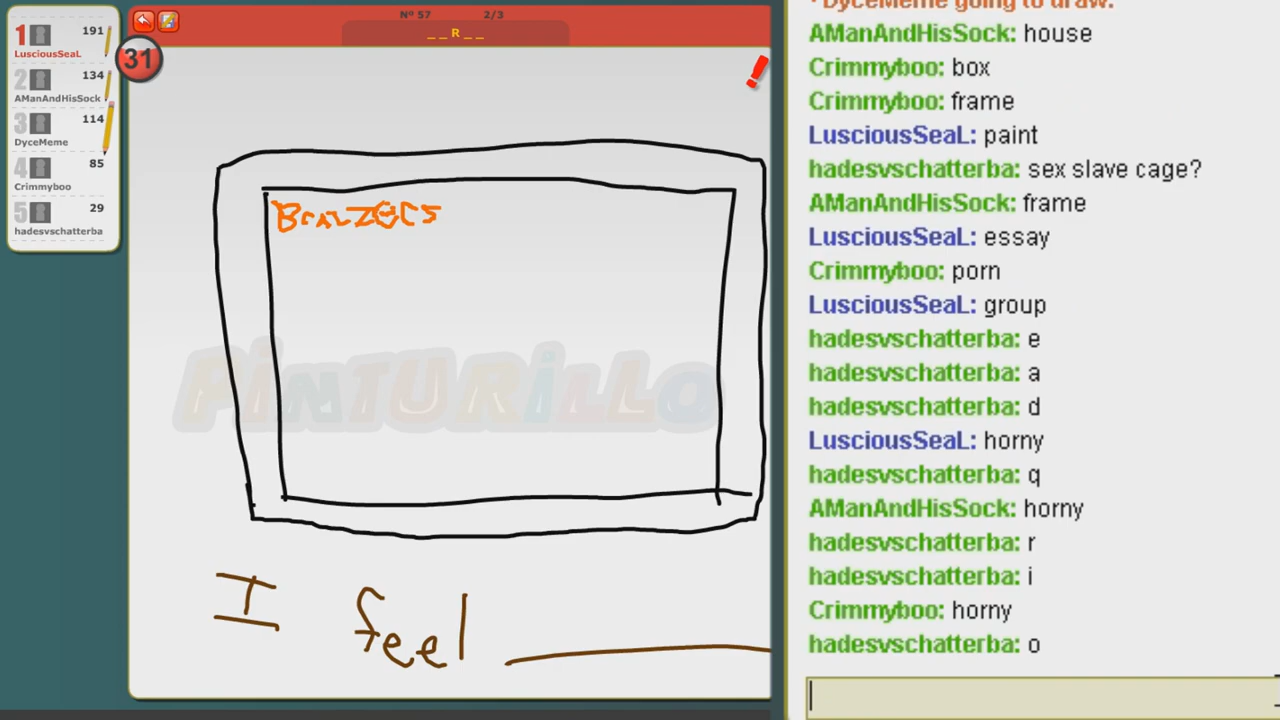 1 191
LusciousSeaL
2 134
AManAndHisSock
3 114
DyceMeme
4 85
Crimmyboo
5 29
hadesvschatterba
31
Nº 57 2/3
_ _ R _ _
Brazzers
PINTURILLO
I feel ______
*DyceMeme going to draw.
AManAndHisSock: house
Crimmyboo: box
Crimmyboo: frame
LusciousSeaL: paint
hadesvschatterba: sex slave cage?
AManAndHisSock: frame
LusciousSeaL: essay
Crimmyboo: porn
LusciousSeaL: group
hadesvschatterba: e
hadesvschatterba: a
hadesvschatterba: d
LusciousSeaL: horny
hadesvschatterba: q
AManAndHisSock: horny
hadesvschatterba: r
hadesvschatterba: i
Crimmyboo: horny
hadesvschatterba: o